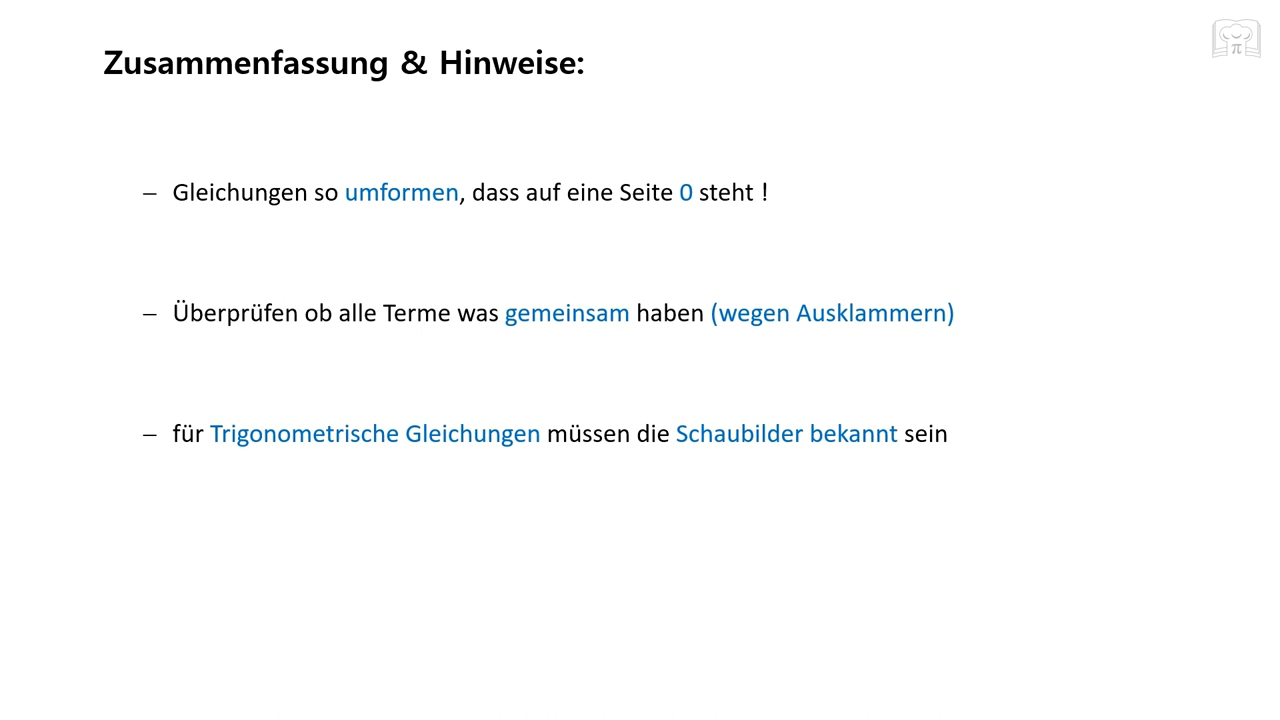 Zusammenfassung & Hinweise:
– Gleichungen so umformen, dass auf eine Seite 0 steht !
– Überprüfen ob alle Terme was gemeinsam haben (wegen Ausklammern)
– für Trigonometrische Gleichungen müssen die Schaubilder bekannt sein
π